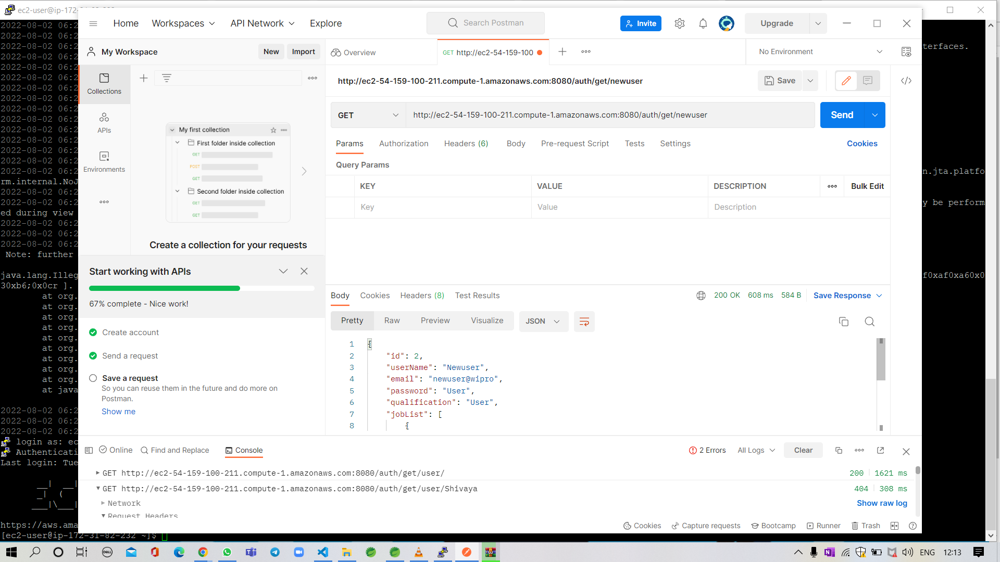 ec2-user@ip-172-31-82-232
Home
Workspaces
API Network
Explore
Search Postman
Invite
Upgrade
2022-08-02 06:2
2022-08-02 06:2
2022-08-02 06:2
terfaces.
2022-08-02 06:2
2022-08-02 06:2
2022-08-02 06:2
2022-08-02 06:2
2022-08-02 06:2
2022-08-02 06:2
2022-08-02 06:2
2022-08-02 06:2
2022-08-02 06:2
2022-08-02 06:2
2022-08-02 06:2
2022-08-02 06:2
n.jta.platfo
rm.internal.NoJ
2022-08-02 06:2
2022-08-02 06:2
y be perform
ed during view
2022-08-02 06:2
2022-08-02 06:2
2022-08-02 06:2
Note: further
java.lang.Illeg
f0xaf0xa60x0
30xb6;0x0cr ].
at org.
at org.
at org.
at org.
at org.
at org.
at org.
at org.
at org.
at java
2022-08-02 06:2
2022-08-02 06:2
2022-08-02 06:2
login as: ec
Authenticati
Last login: Tue
__|  __|
_|  (
___|\___|
https://aws.ama
[ec2-user@ip-172-31-82-232 ~]$
My Workspace
New
Import
Collections
APIs
Environments
My first collection
First folder inside collection
GET
POST
GET
Second folder inside collection
GET
GET
Create a collection for your requests
Start working with APIs
67% complete - Nice work!
Create account
Send a request
Save a request
So you can reuse them in the future and do more on
Postman.
Show me
Overview
GET http://ec2-54-159-100
No Environment
http://ec2-54-159-100-211.compute-1.amazonaws.com:8080/auth/get/newuser
Save
GET
http://ec2-54-159-100-211.compute-1.amazonaws.com:8080/auth/get/newuser
Send
Params
Authorization
Headers (6)
Body
Pre-request Script
Tests
Settings
Cookies
Query Params
KEY
VALUE
DESCRIPTION
Bulk Edit
Key
Value
Description
Body
Cookies
Headers (8)
Test Results
200 OK
608 ms
584 B
Save Response
Pretty
Raw
Preview
Visualize
JSON
1 {
2 "id": 2,
3 "userName": "Newuser",
4 "email": "newuser@wipro",
5 "password": "User",
6 "qualification": "User",
7 "jobList": [
8 {
Online
Find and Replace
Console
2 Errors
All Logs
Clear
GET http://ec2-54-159-100-211.compute-1.amazonaws.com:8080/auth/get/user/
200
1621 ms
GET http://ec2-54-159-100-211.compute-1.amazonaws.com:8080/auth/get/user/Shivaya
404
308 ms
Network
Show raw log
Request Headers
Cookies
Capture requests
Bootcamp
Runner
Trash
DELL
ENG
12:13